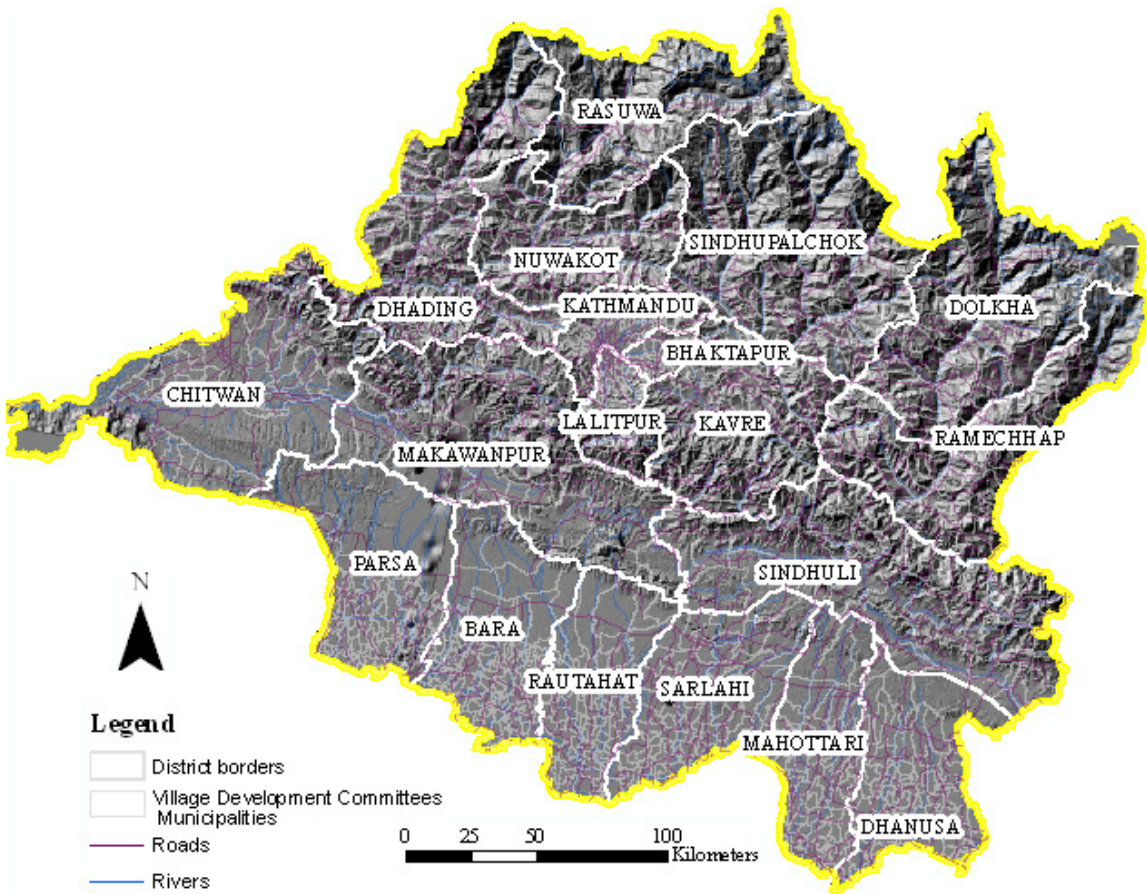 RASUWA
SINDHUPALCHOK
NUWAKOT
DHADING
KATHMANDU
DOLKHA
BHAKTAPUR
CHITWAN
LALITPUR
KAVRE
RAMECHHAP
MAKAWANPUR
PARSA
SINDHULI
N
BARA
RAUTAHAT
SARLAHI
MAHOTTARI
DHANUSA
Legend
District borders
Village Development Committees
Municipalities
Roads
Rivers
0 25 50 100
Kilometers